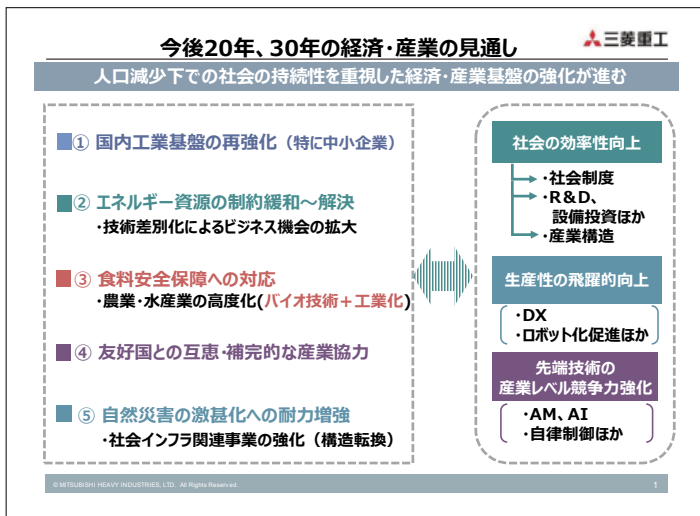 今後20年、30年の経済・産業の見通し
三菱重工
人口減少下での社会の持続性を重視した経済・産業基盤の強化が進む
① 国内工業基盤の再強化（特に中小企業）
② エネルギー資源の制約緩和～解決
・技術差別化によるビジネス機会の拡大
③ 食料安全保障への対応
・農業・水産業の高度化(バイオ技術＋工業化)
④ 友好国との互恵・補完的な産業協力
⑤ 自然災害の激甚化への耐力増強
・社会インフラ関連事業の強化（構造転換）
社会の効率性向上
・社会制度
・R&D、
設備投資ほか
・産業構造
生産性の飛躍的向上
・DX
・ロボット化促進ほか
先端技術の
産業レベル競争力強化
・AM、AI
・自律制御ほか
© MITSUBISHI HEAVY INDUSTRIES, LTD. All Rights Reserved.
1